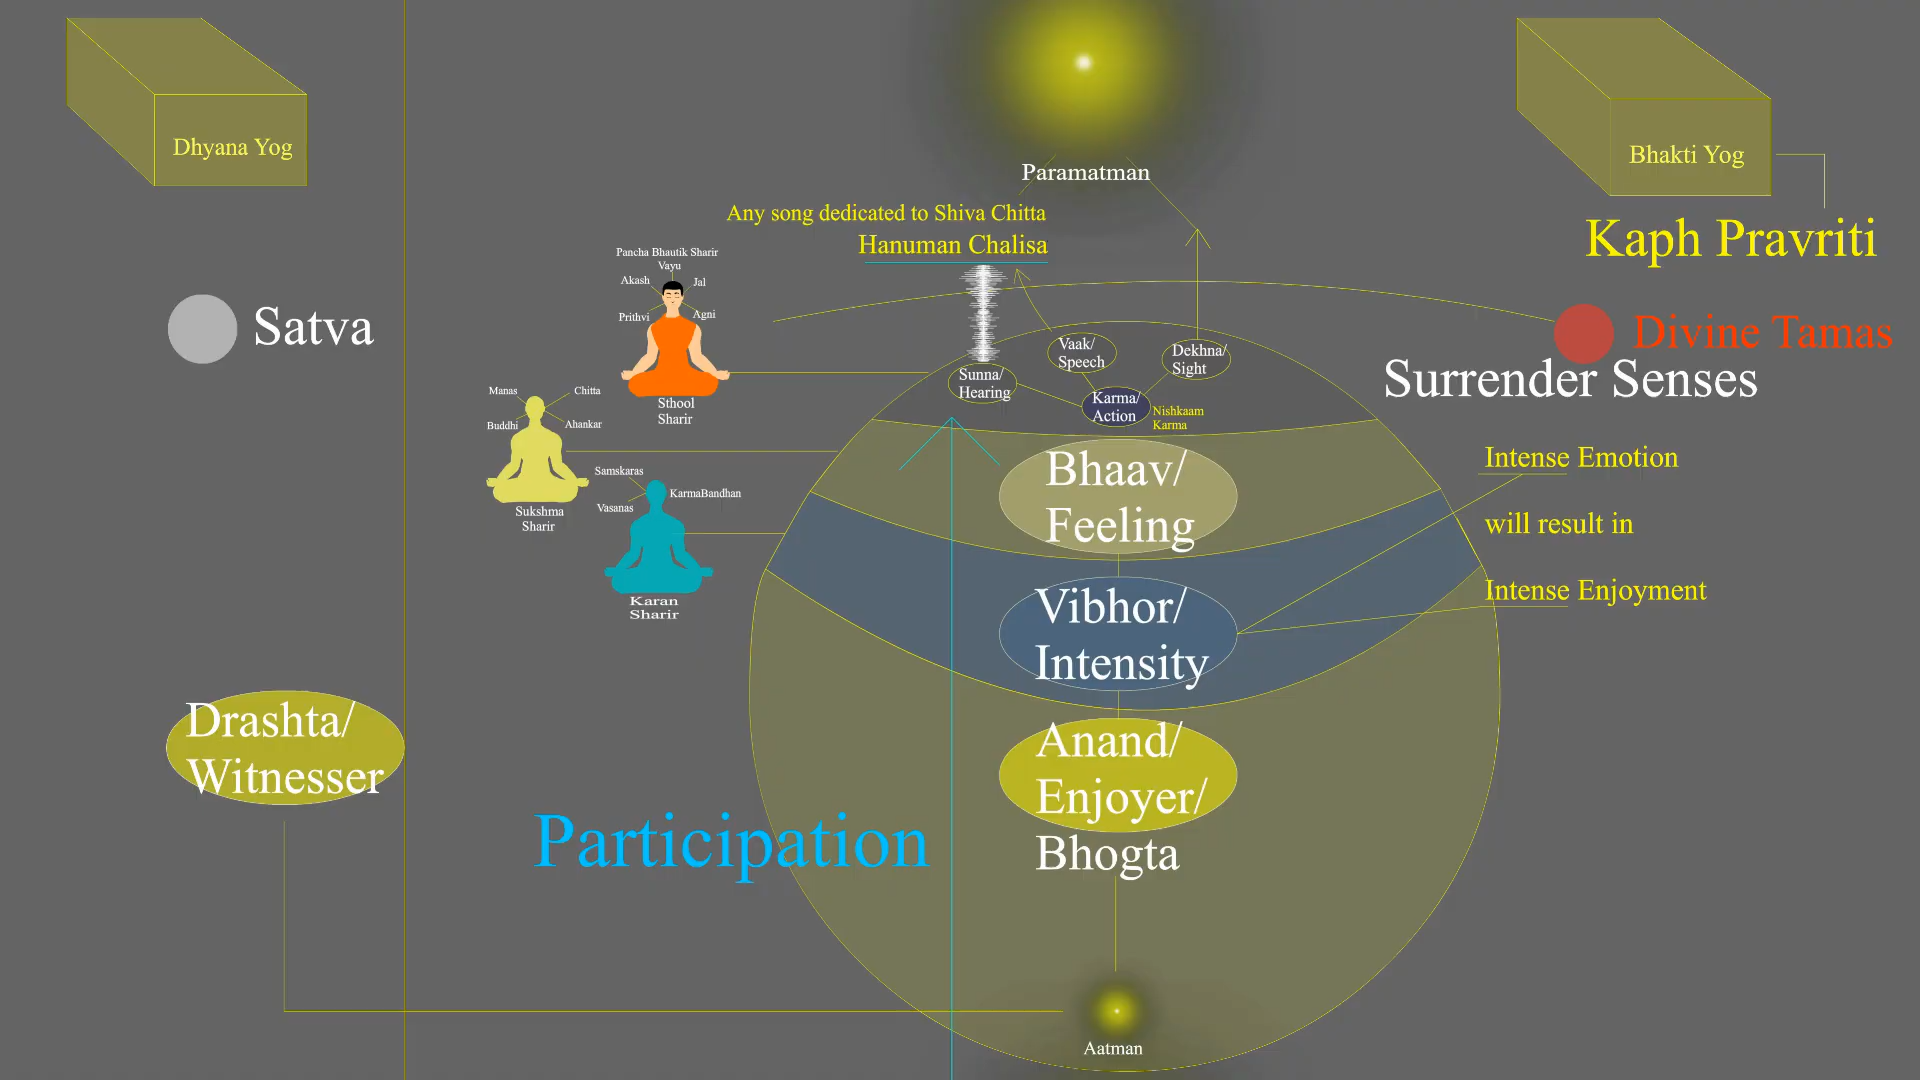 Dhyana Yog
Bhakti Yog
Paramatman
Any song dedicated to Shiva Chitta
Hanuman Chalisa
Kaph Pravriti
Pancha Bhautik Sharir
Vayu
Akash
Jal
Prithvi
Agni
Sthool
Sharir
Satva
Divine Tamas
Surrender Senses
Vaak/
Speech
Dekhna/
Sight
Sunna/
Hearing
Karma/
Action
Nishkaam
Karma
Manas
Chitta
Buddhi
Ahankar
Sukshma
Sharir
Samskaras
KarmaBandhan
Vasanas
Karan
Sharir
Bhaav/
Feeling
Intense Emotion
will result in
Intense Enjoyment
Vibhor/
Intensity
Drashta/
Witnesser
Anand/
Enjoyer/
Bhogta
Participation
Aatman